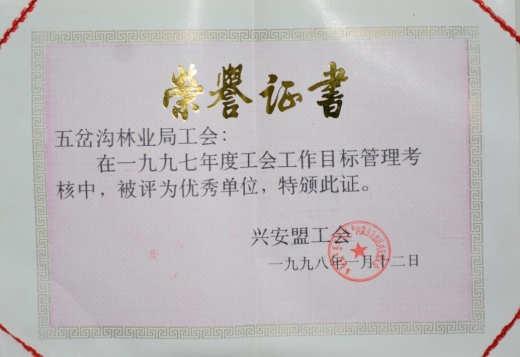 荣誉证书
五岔沟林业局工会：
在一九九七年度工会工作目标管理考
核中，被评为优秀单位，特颁此证。
兴安盟工会
一九九八年一月十二日